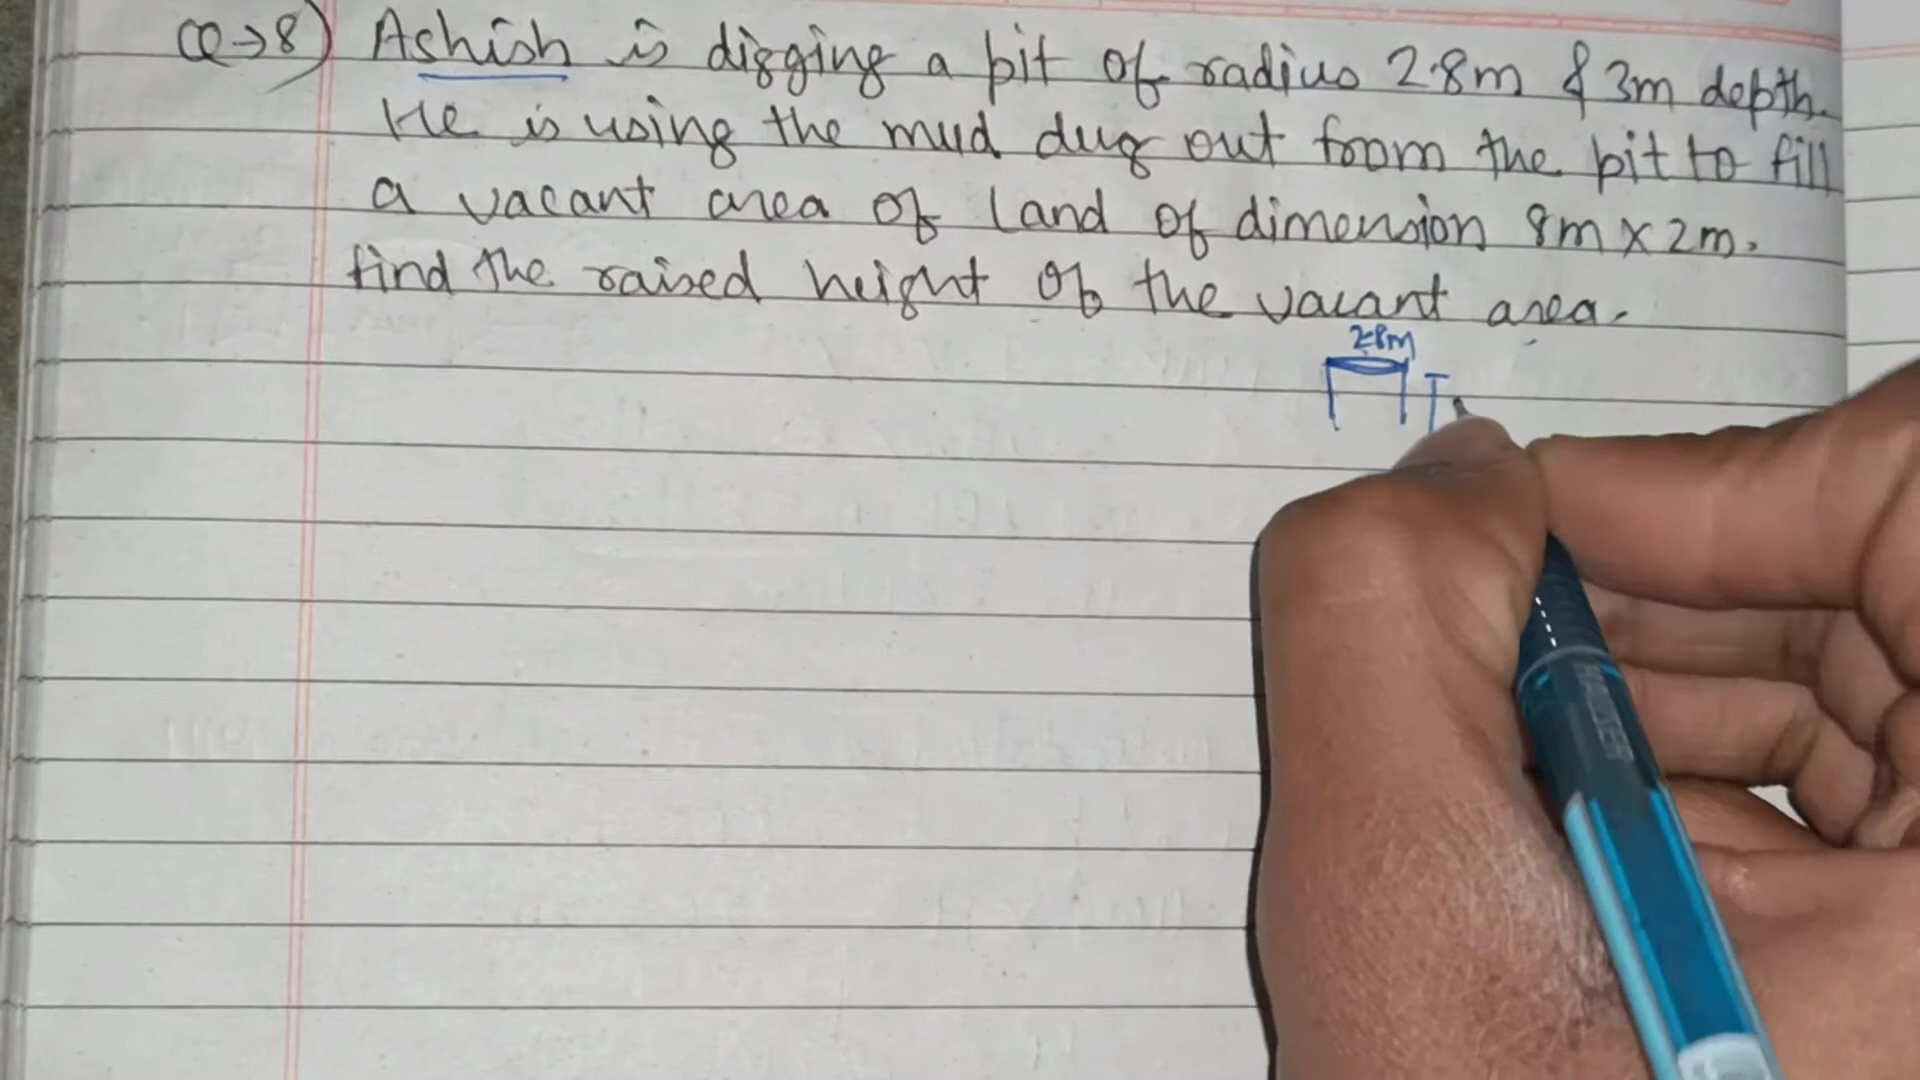 Q→8) Ashish is digging a pit of radius 2.8m & 3m depth.
He is using the mud dug out from the pit to fill
a vacant area of land of dimension 8m x 2m.
find the raised height of the vacant area.
2.8m